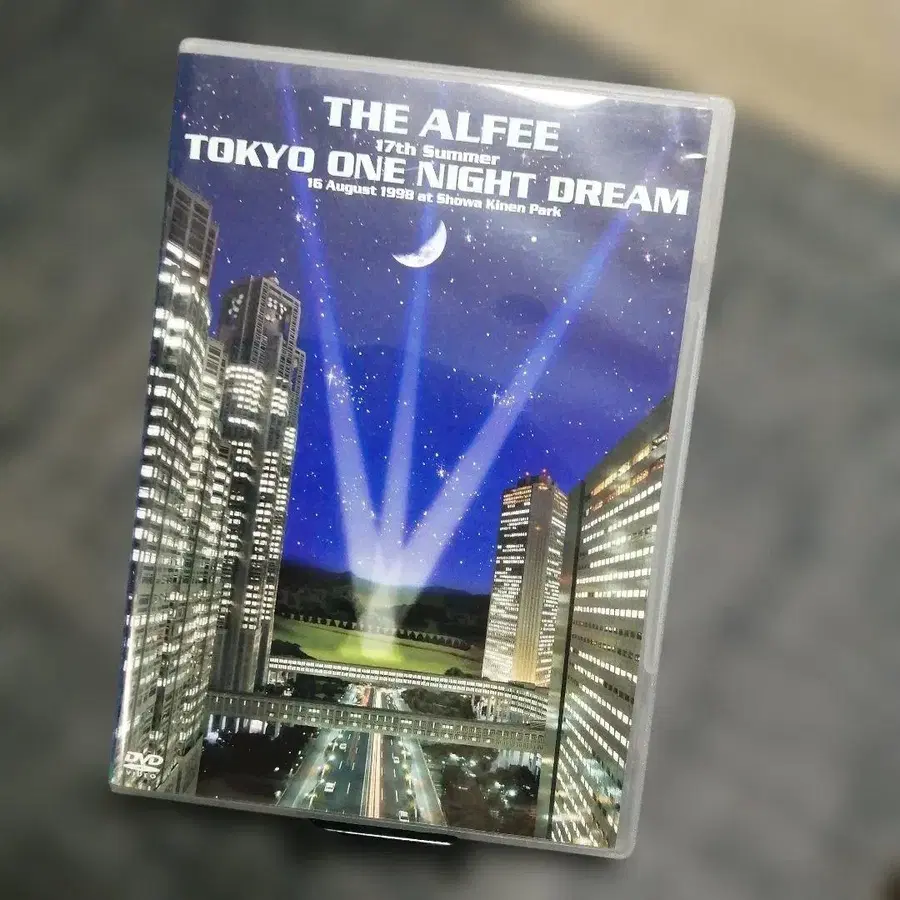 THE ALFEE
17th Summer
TOKYO ONE NIGHT DREAM
16 August 1998 at Showa Kinen Park
DVD
VIDEO